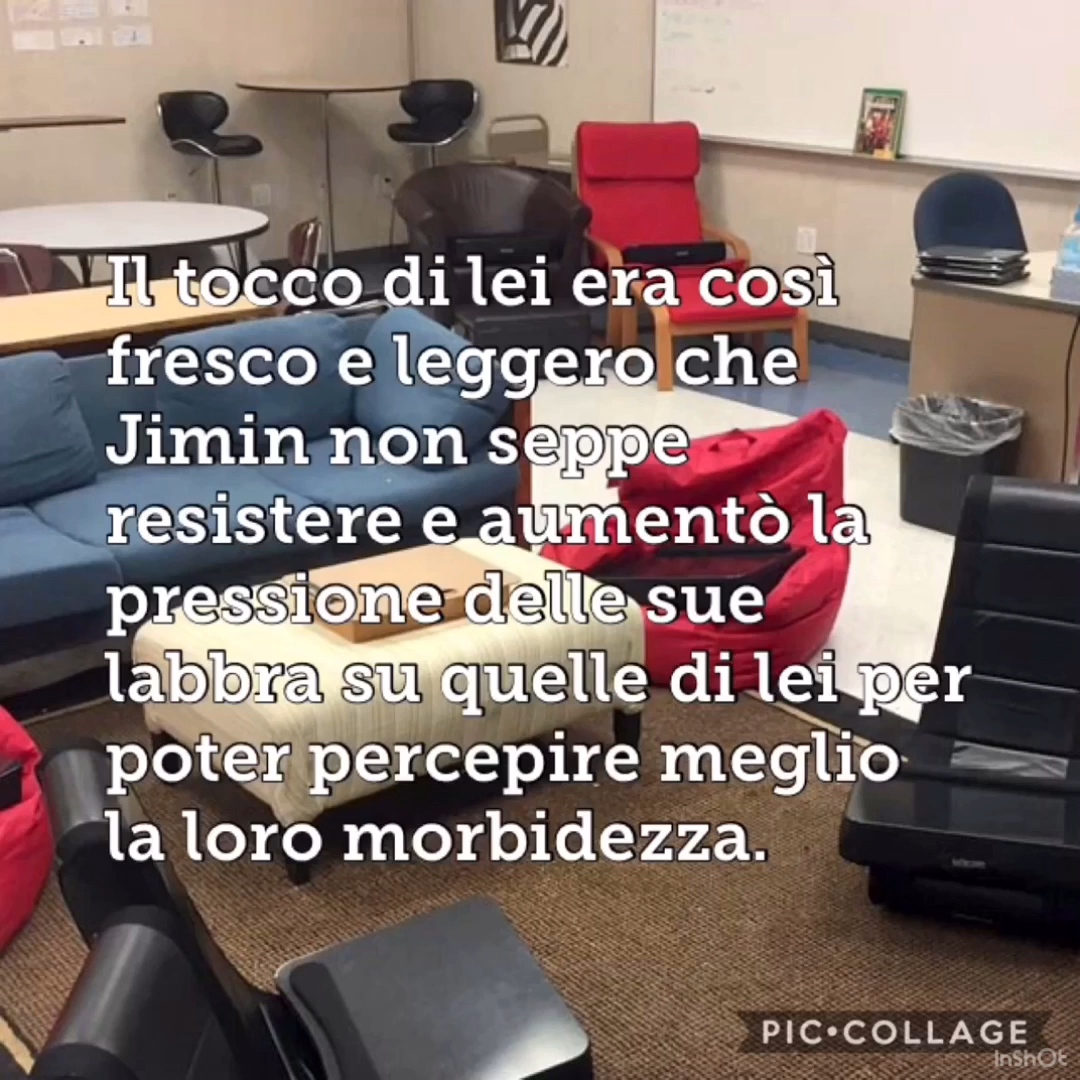 Il tocco di lei era così
fresco e leggero che
Jimin non seppe
resistere e aumentò la
pressione delle sue
labbra su quelle di lei per
poter percepire meglio
la loro morbidezza.
PIC•COLLAGE
InShOt